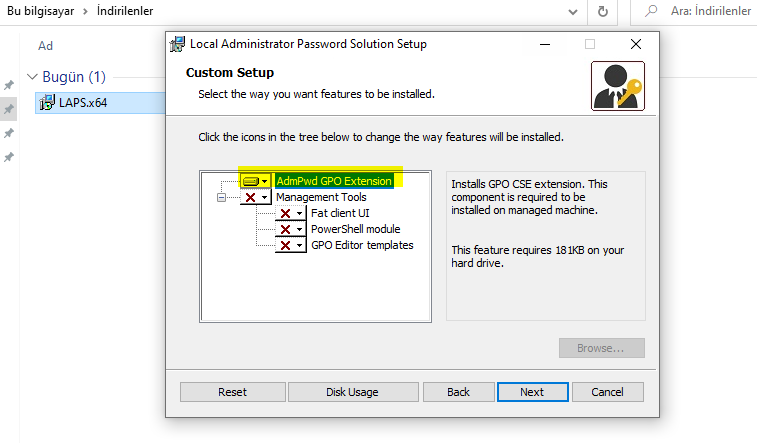 Bu bilgisayar > İndirilenler
Ara: İndirilenler
Ad
Bugün (1)
LAPS.x64
Local Administrator Password Solution Setup
Custom Setup
Select the way you want features to be installed.
Click the icons in the tree below to change the way features will be installed.
AdmPwd GPO Extension
Management Tools
Fat client UI
PowerShell module
GPO Editor templates
Installs GPO CSE extension. This
component is required to be
installed on managed machine.
This feature requires 181KB on your
hard drive.
Browse...
Reset
Disk Usage
Back
Next
Cancel